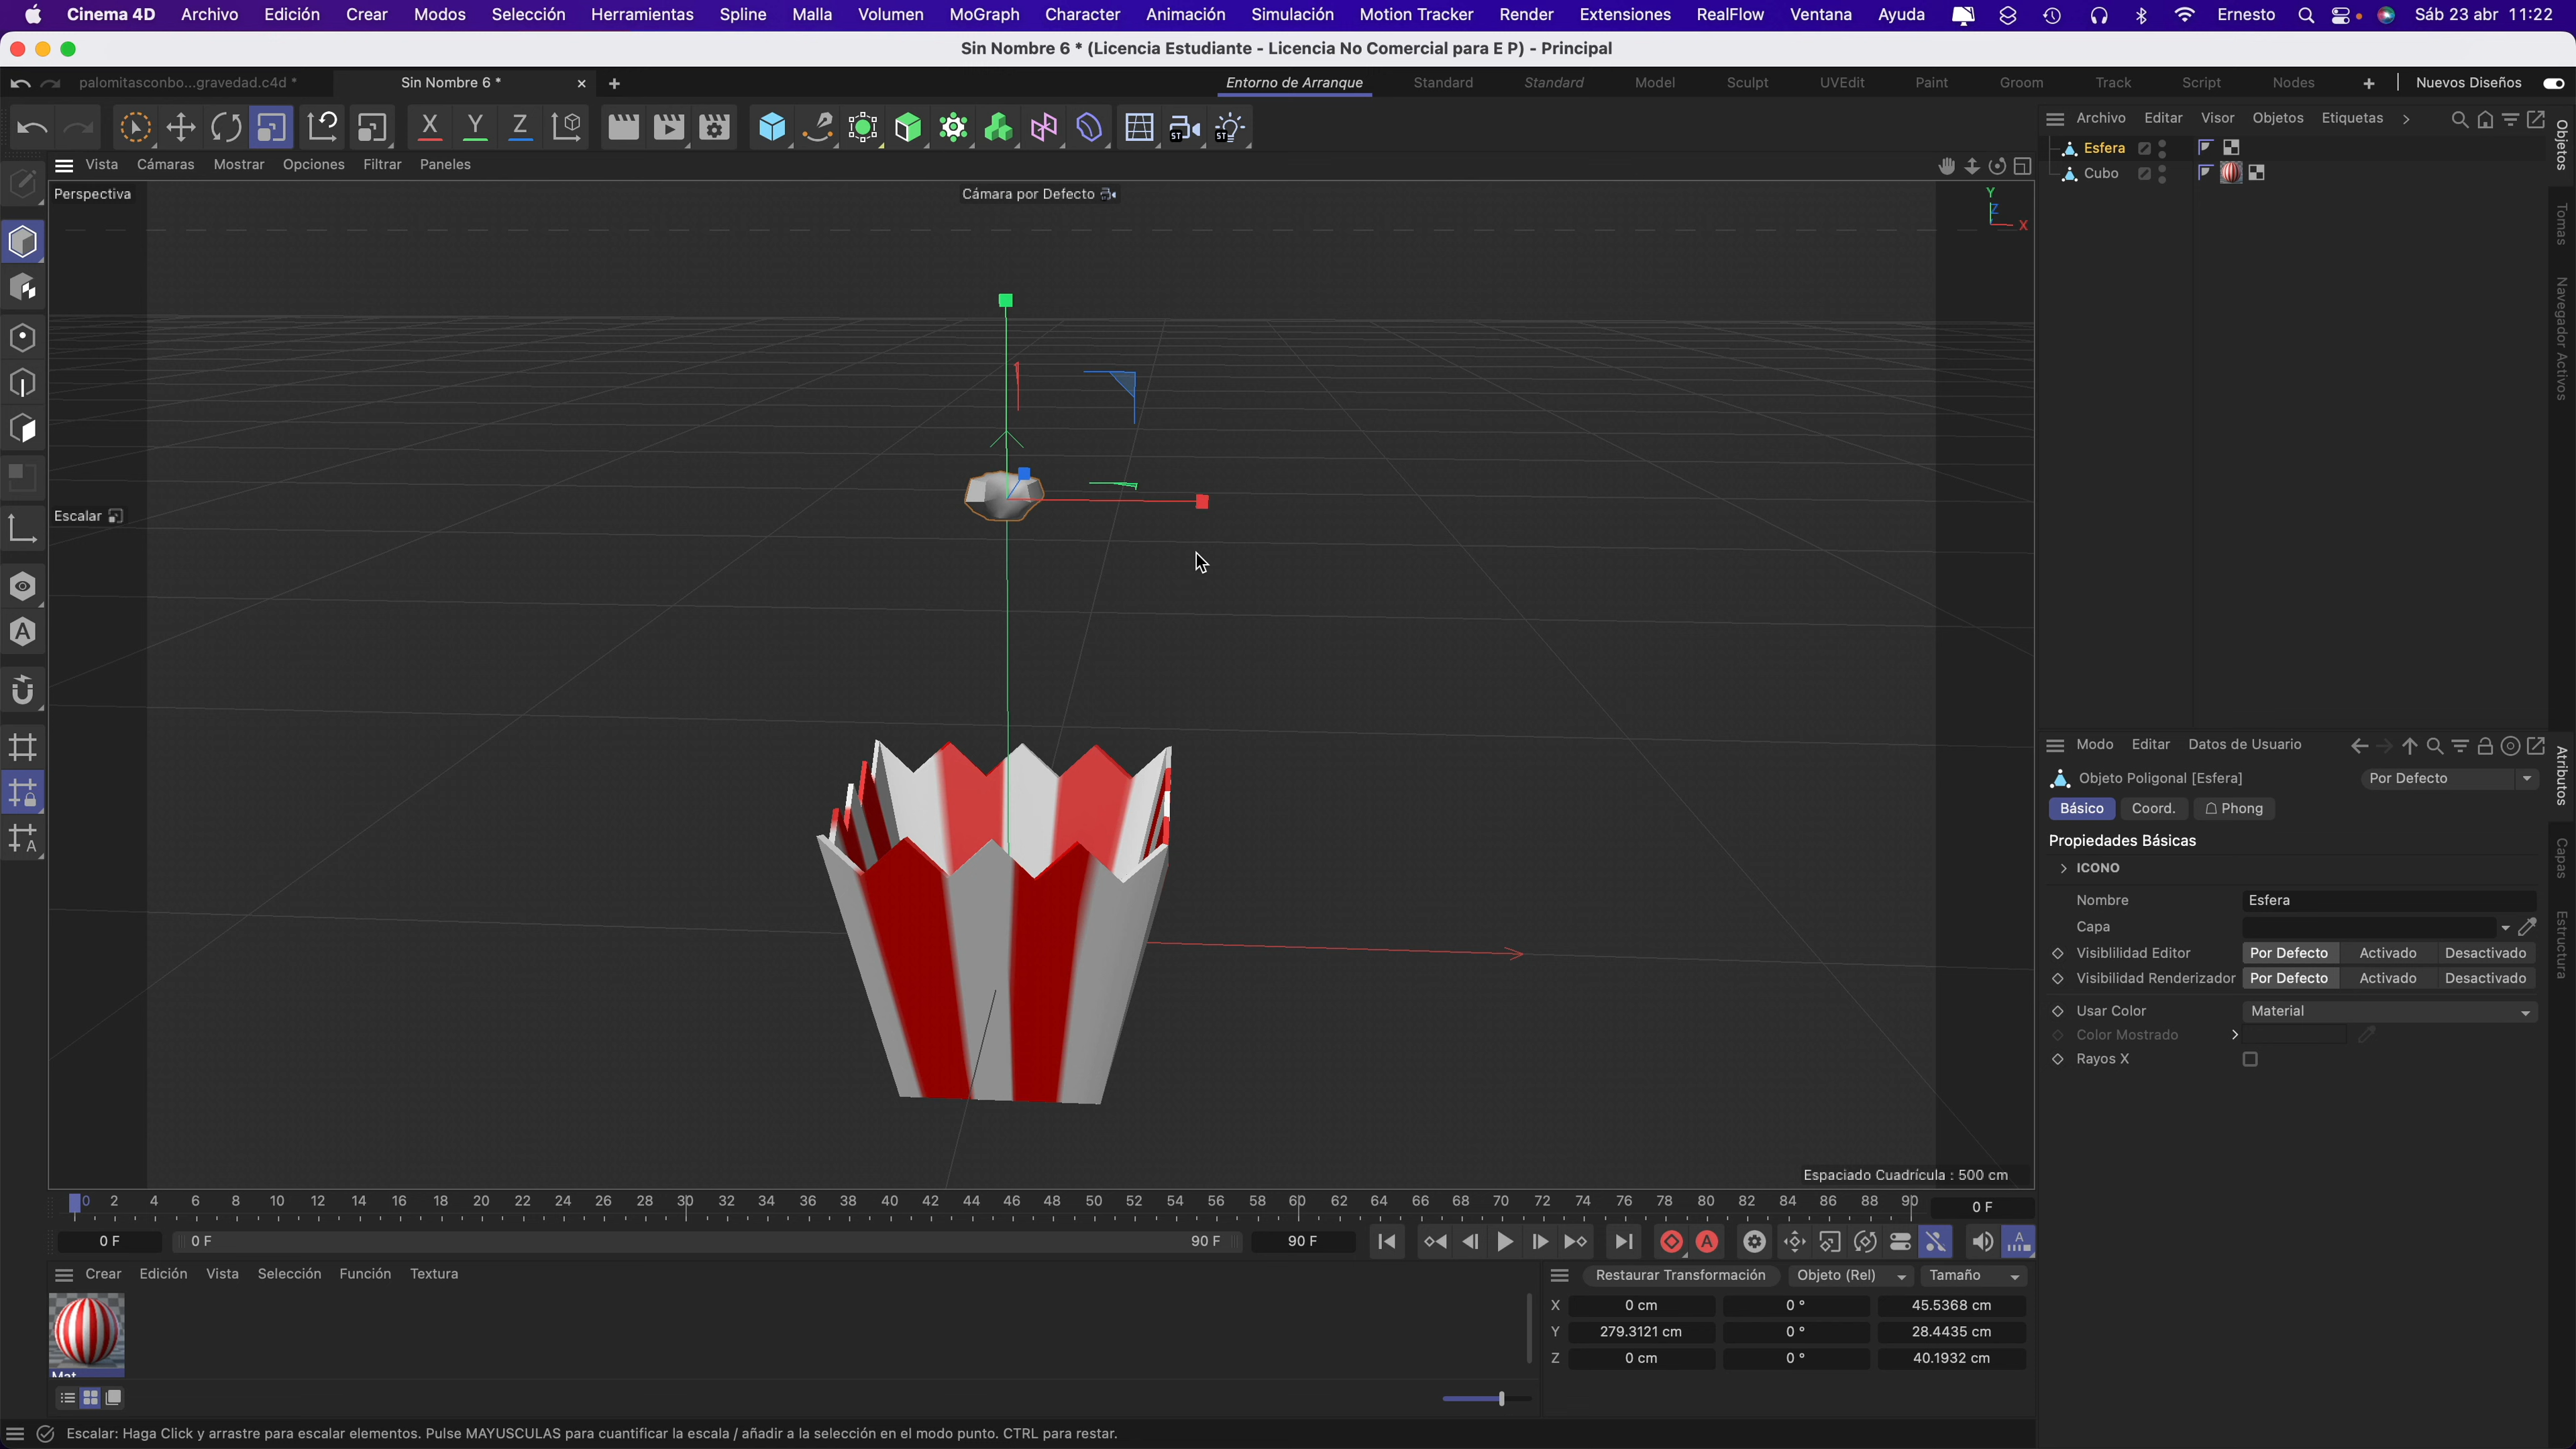 Cinema 4D Archivo Edición Crear Modos Selección Herramientas Spline Malla Volumen MoGraph Character Animación Simulación Motion Tracker Render Extensiones RealFlow Ventana Ayuda Ernesto Sáb 23 abr 11:22
Sin Nombre 6 * (Licencia Estudiante - Licencia No Comercial para E P) - Principal
palomitasconbo...gravedad.c4d *
Sin Nombre 6 *
Entorno de Arranque Standard Standard Model Sculpt UVEdit Paint Groom Track Script Nodes Nuevos Diseños
X Y Z
ST ST
Archivo Editar Visor Objetos Etiquetas
Vista Cámaras Mostrar Opciones Filtrar Paneles
Esfera
Cubo
Perspectiva
Cámara por Defecto
Y
Z
X
Escalar
A
A
Objetos
Tomas
Navegador Activos
Modo Editar Datos de Usuario
Objeto Poligonal [Esfera]
Por Defecto
Básico Coord. Phong
Propiedades Básicas
ICONO
Nombre Esfera
Capa
Visiblilidad Editor Por Defecto Activado Desactivado
Visibilidad Renderizador Por Defecto Activado Desactivado
Usar Color Material
Color Mostrado
Rayos X
Atributos
Capas
Estructura
Espaciado Cuadrícula : 500 cm
0 2 4 6 8 10 12 14 16 18 20 22 24 26 28 30 32 34 36 38 40 42 44 46 48 50 52 54 56 58 60 62 64 66 68 70 72 74 76 78 80 82 84 86 88 90
0 F
0 F 0 F 90 F 90 F
A A
Crear Edición Vista Selección Función Textura
Mat
Restaurar Transformación Objeto (Rel) Tamaño
X 0 cm 0 ° 45.5368 cm
Y 279.3121 cm 0 ° 28.4435 cm
Z 0 cm 0 ° 40.1932 cm
Escalar: Haga Click y arrastre para escalar elementos. Pulse MAYUSCULAS para cuantificar la escala / añadir a la selección en el modo punto. CTRL para restar.